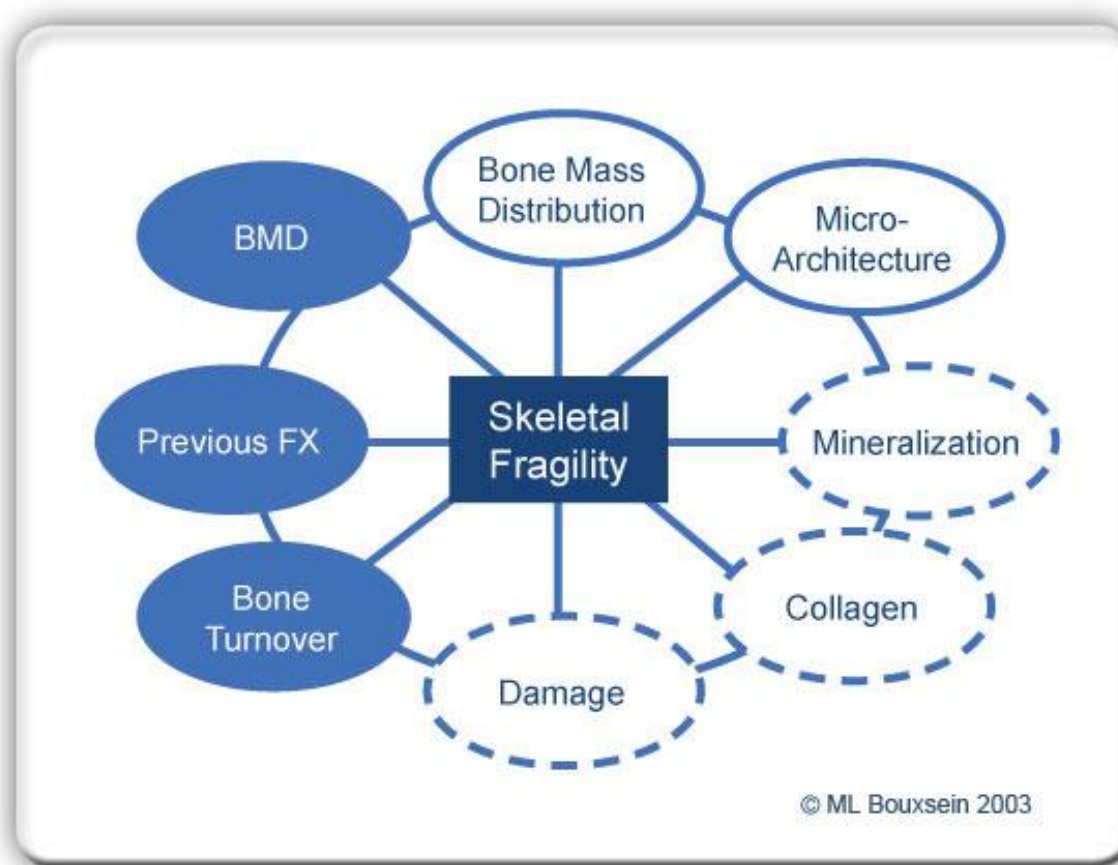 Bone Mass
Distribution
BMD
Micro-
Architecture
Previous FX
Skeletal
Fragility
Mineralization
Bone
Turnover
Collagen
Damage
© ML Bouxsein 2003